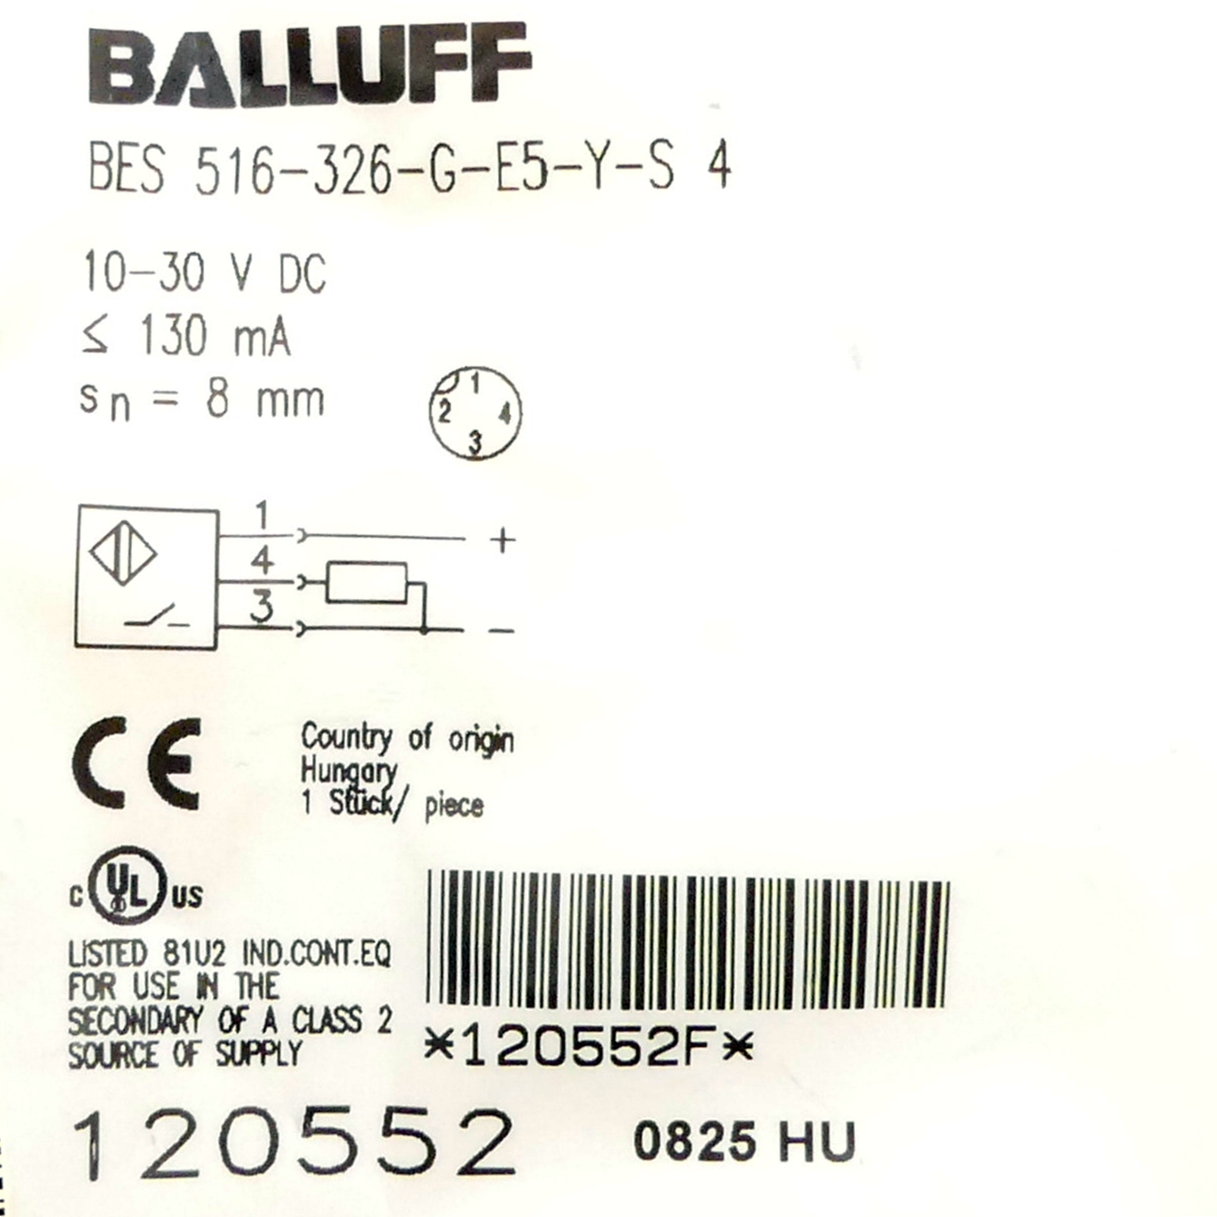 BALLUFF
BES 516-326-G-E5-Y-S 4
10-30 V DC
≤ 130 mA
sn = 8 mm
1
2 4
3
1
+
4
3
-
CE
Country of origin
Hungary
1 Stück/ piece
C UL US
LISTED 81U2 IND.CONT.EQ
FOR USE IN THE
SECONDARY OF A CLASS 2
SOURCE OF SUPPLY
*120552F*
120552
0825 HU